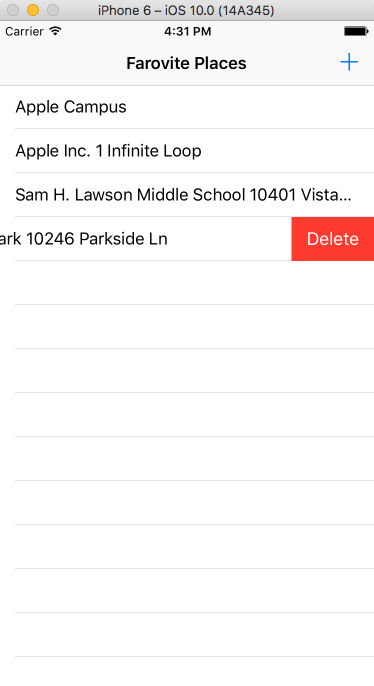 iPhone 6 – iOS 10.0 (14A345)
Carrier 4:31 PM
Farovite Places +
Apple Campus
Apple Inc. 1 Infinite Loop
Sam H. Lawson Middle School 10401 Vista...
ark 10246 Parkside Ln Delete